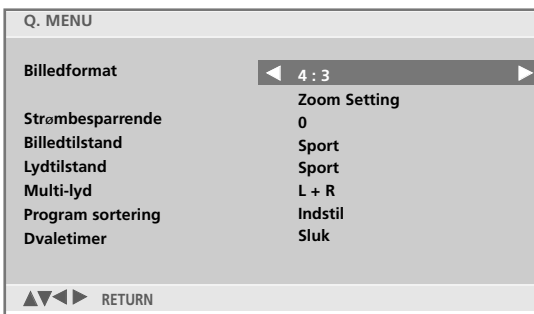 Q. MENU
Billedformat 4 : 3
Zoom Setting
Strømbesparrende 0
Billedtilstand Sport
Lydtilstand Sport
Multi-lyd L + R
Program sortering Indstil
Dvaletimer Sluk
RETURN